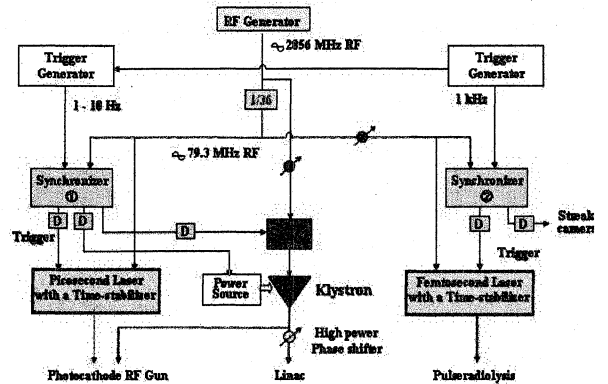 RF Generator
2856 MHz RF
Trigger
Generator
Trigger
Generator
1 - 10 Hz
1/36
1 kHz
79.3 MHz RF
Synchronizer
①
Synchronizer
②
D
D
D
D
D
Streak
camera
Trigger
Trigger
Picosecond Laser
with a Time-stabilizer
Power
Source
Klystron
Femtosecond Laser
with a Time-stabilizer
High power
Phase shifter
Photocathode RF Gun
Linac
Pulseradiolysis